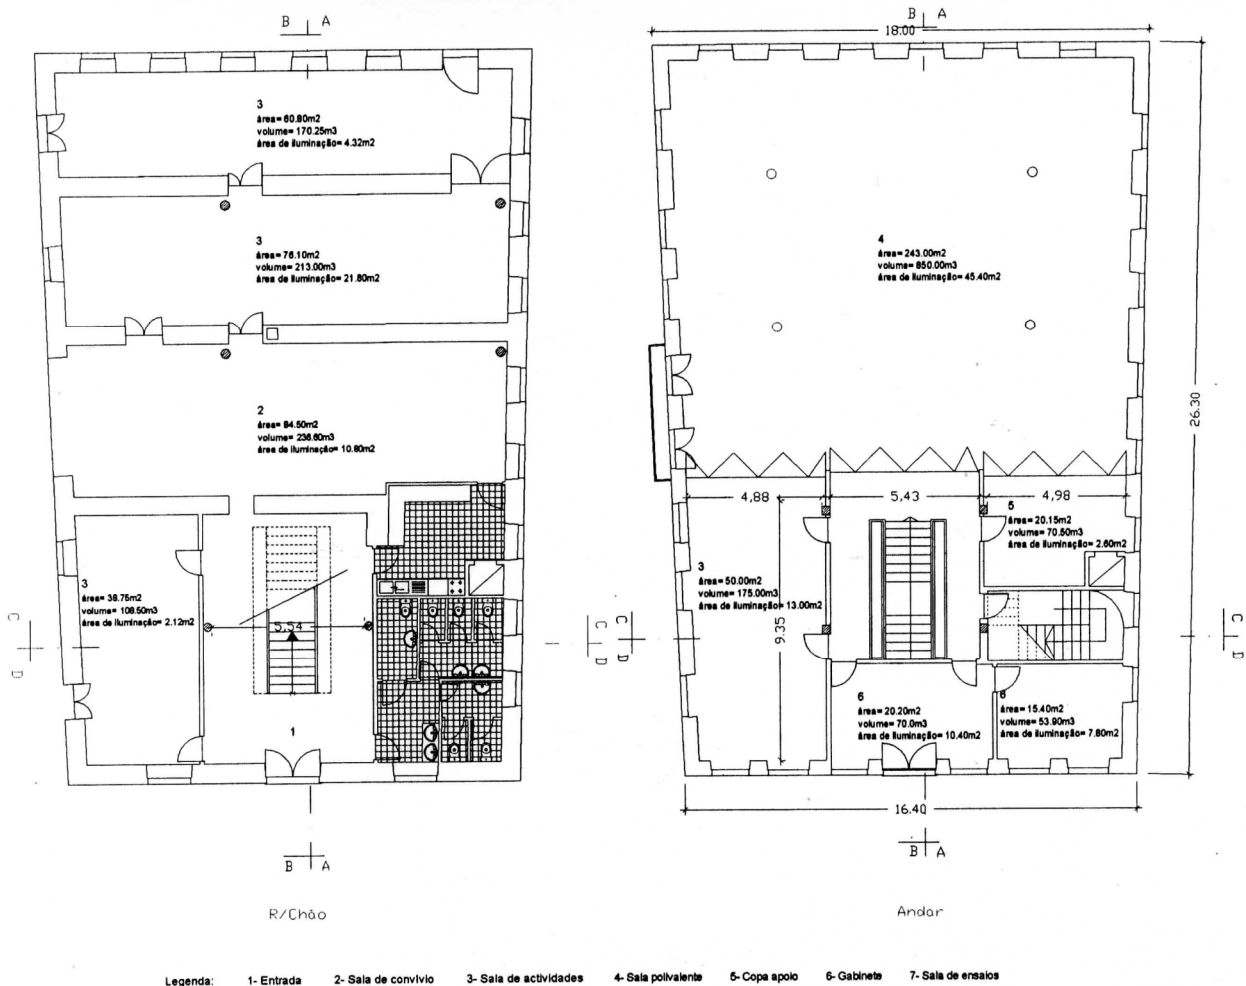 B A
3
área= 60.80m2
volume= 170.25m3
área de iluminação= 4.32m2
3
área= 76.10m2
volume= 213.00m3
área de iluminação= 21.80m2
2
área= 84.50m2
volume= 236.60m3
área de iluminação= 10.80m2
3
área= 38.75m2
volume= 108.50m3
área de iluminação= 2.12m2
5,54
1
C
D
C
D
B A
R/Chão
B A
18.00
4
área= 243.00m2
volume= 850.00m3
área de iluminação= 45.40m2
26.30
4,88
5,43
4,98
5
área= 20.15m2
volume= 70.50m3
área de iluminação= 2.60m2
3
área= 50.00m2
volume= 175.00m3
área de iluminação= 13.00m2
9.35
6
área= 20.20m2
volume= 70.0m3
área de iluminação= 10.40m2
6
área= 15.40m2
volume= 53.90m3
área de iluminação= 7.80m2
C
D
C
D
16.40
B A
Andar
Legenda: 1- Entrada 2- Sala de convívio 3- Sala de actividades 4- Sala polivalente 5- Copa apoio 6- Gabinete 7- Sala de ensaios